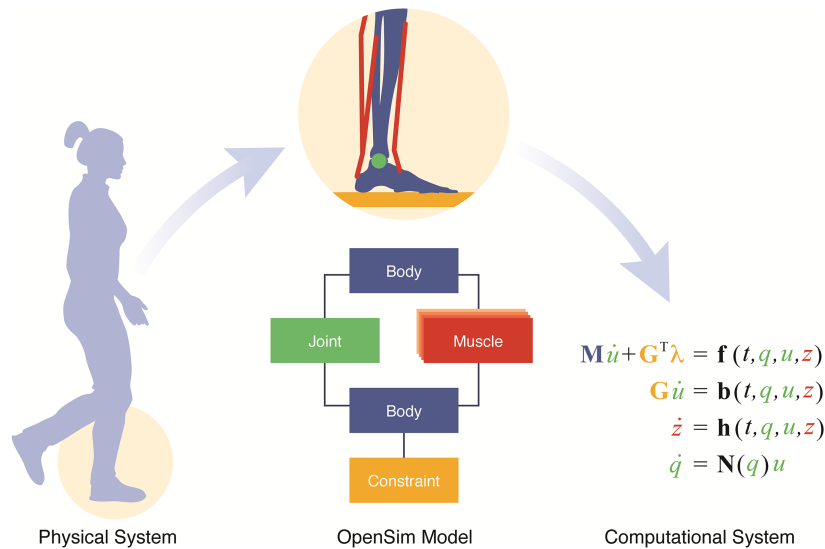 Body
Joint Muscle
Body
Constraint
Mu̇ + Gᵀλ = f(t,q,u,z)
Gu̇ = b(t,q,u,z)
ż = h(t,q,u,z)
q̇ = N(q)u
Physical System OpenSim Model Computational System